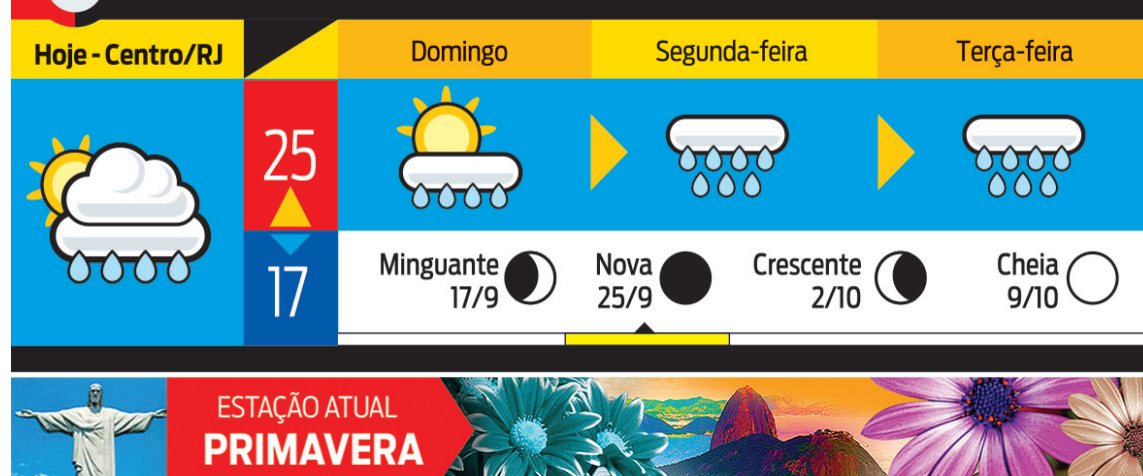 Hoje - Centro/RJ
Domingo
Segunda-feira
Terça-feira
25
17
Minguante
17/9
Nova
25/9
Crescente
2/10
Cheia
9/10
ESTAÇÃO ATUAL
PRIMAVERA